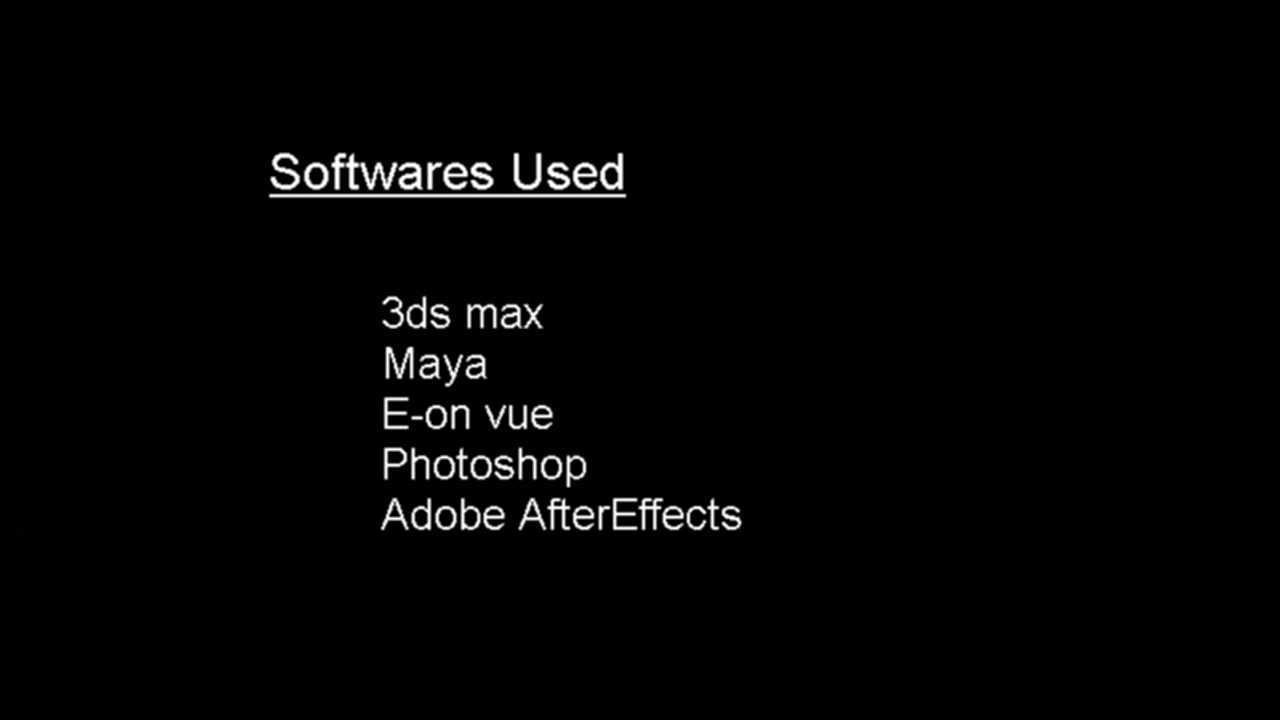 Softwares Used
3ds max
Maya
E-on vue
Photoshop
Adobe AfterEffects